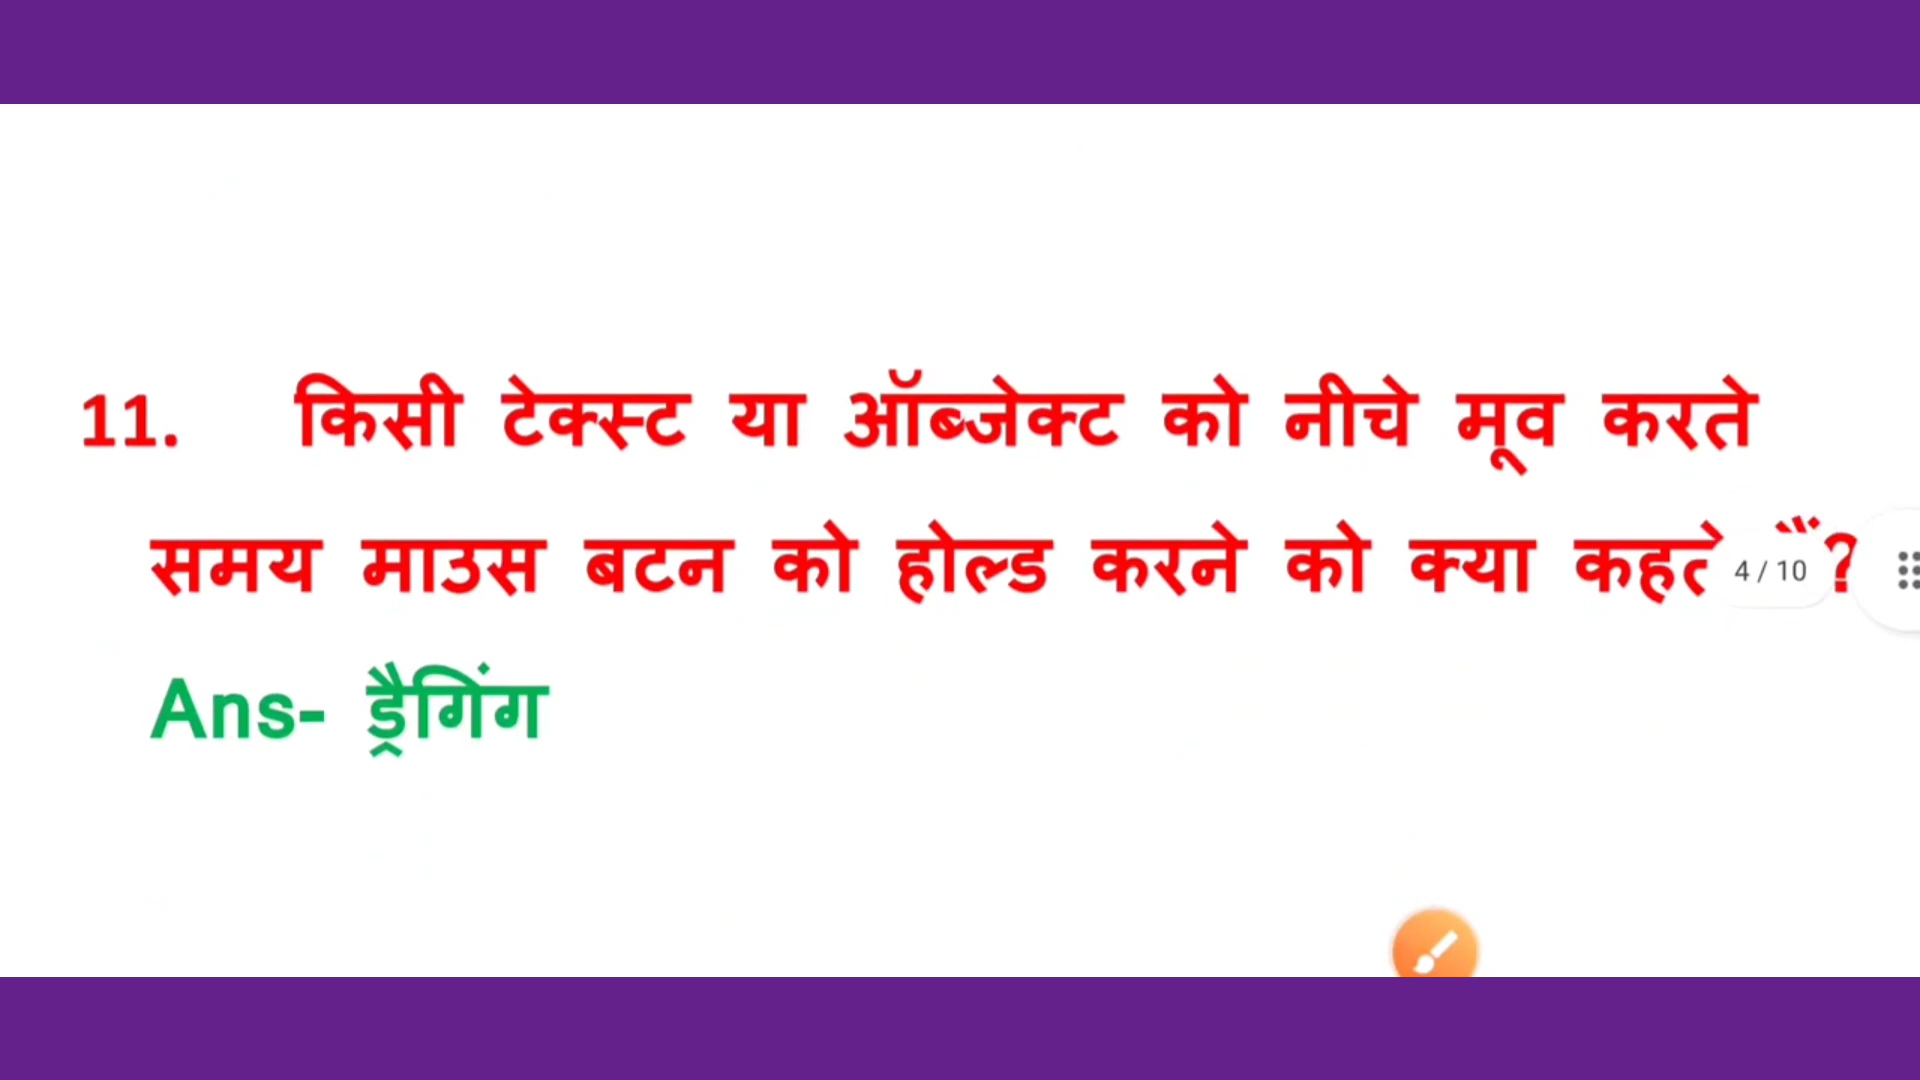 11. किसी टेक्स्ट या ऑब्जेक्ट को नीचे मूव करते
समय माउस बटन को होल्ड करने को क्या कहते ?
4 / 10
Ans- ड्रैगिंग